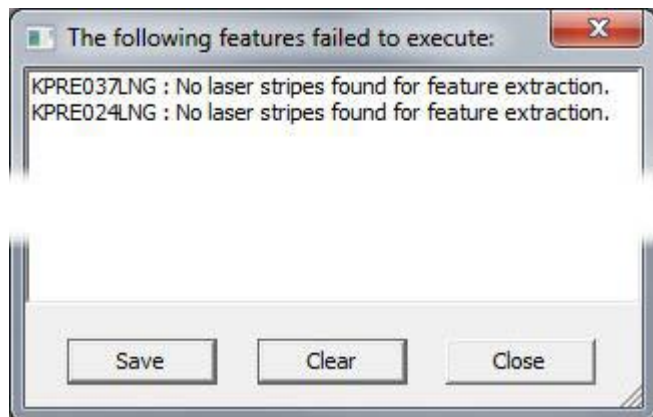 The following features failed to execute:
KPRE037LNG : No laser stripes found for feature extraction.
KPRE024LNG : No laser stripes found for feature extraction.
Save Clear Close